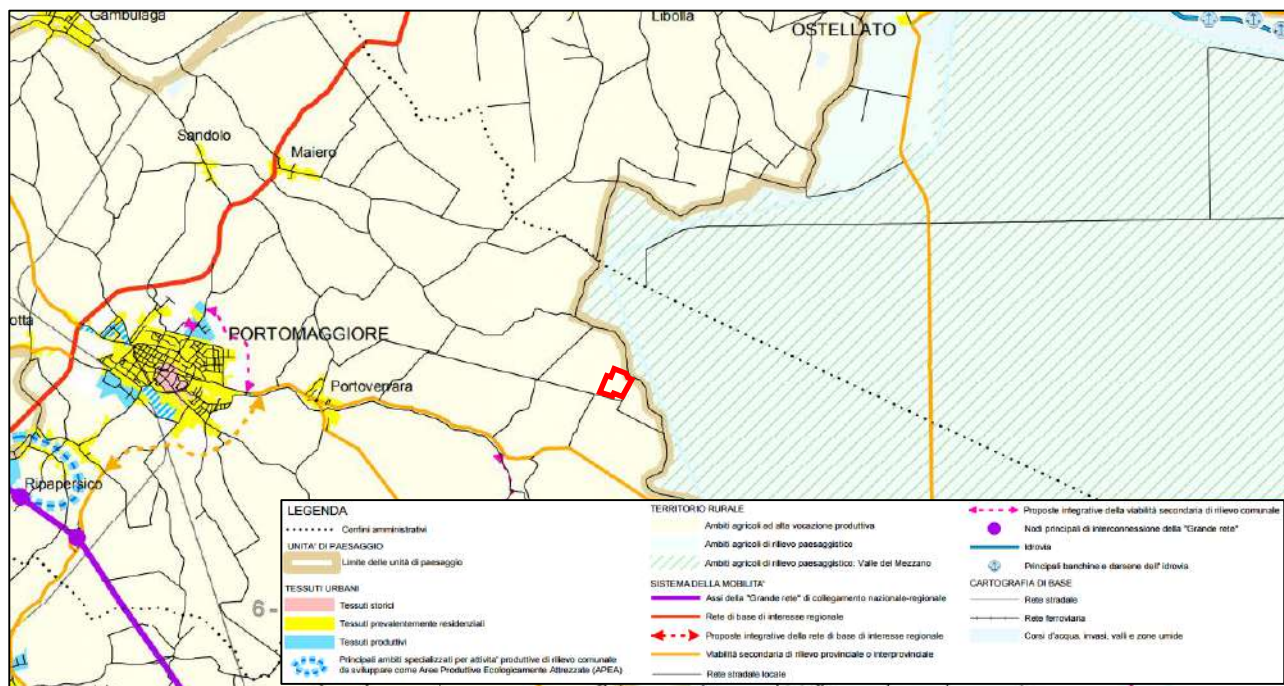 Gambulaga
Libolla
OSTELLATO
Sandolo
Maiero
otta
PORTOMAGGIORE
Portoverrara
Ripapersico
6-
LEGENDA
Confini amministrativi
UNITA' DI PAESAGGIO
Limite delle unità di paesaggio
TESSUTI URBANI
Tessuti storici
Tessuti prevalentemente residenziali
Tessuti produttivi
Principali ambiti specializzati per attivita' produttive di rilievo comunale
da sviluppare come Aree Produttive Ecologicamente Attrezzate (APEA)
TERRITORIO RURALE
Ambiti agricoli ad alta vocazione produttiva
Ambiti agricoli di rilievo paesaggistico
Ambiti agricoli di rilievo paesaggistico: Valle del Mezzano
SISTEMA DELLA MOBILITA'
Assi della "Grande rete" di collegamento nazionale-regionale
Rete di base di interesse regionale
Proposte integrative della rete di base di interesse regionale
Viabilità secondaria di rilievo provinciale o interprovinciale
Rete stradale locale
Proposte integrative della viabilità secondaria di rilievo comunale
Nodi principali di interconnessione della "Grande rete"
Idrovia
Principali banchine e darsene dell' idrovia
CARTOGRAFIA DI BASE
Rete stradale
Rete ferroviaria
Corsi d'acqua, invasi, valli e zone umide